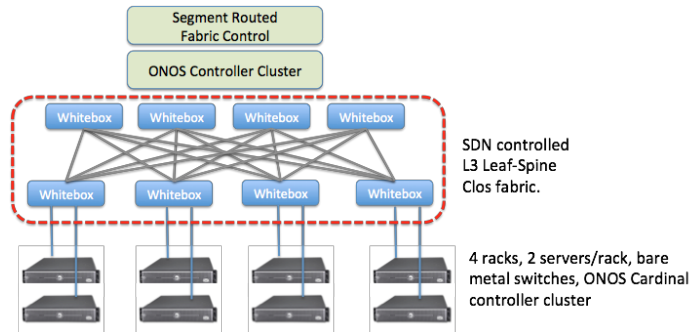 Segment Routed
Fabric Control
ONOS Controller Cluster
Whitebox
Whitebox
Whitebox
Whitebox
SDN controlled
L3 Leaf-Spine
Clos fabric.
Whitebox
Whitebox
Whitebox
Whitebox
4 racks, 2 servers/rack, bare
metal switches, ONOS Cardinal
controller cluster